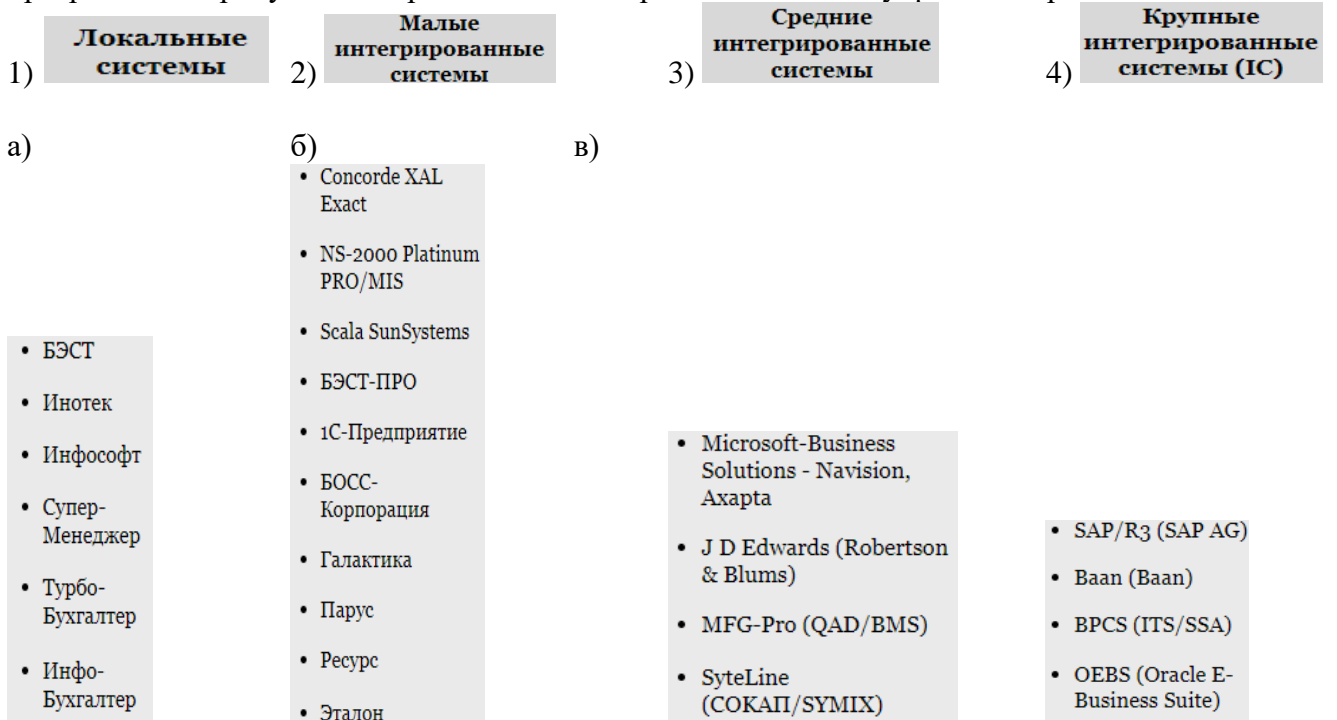 1)
Локальные
системы
2)
Малые
интегрированные
системы
3)
Средние
интегрированные
системы
4)
Крупные
интегрированные
системы (IC)
а)
б)
в)
• БЭСТ
• Инотек
• Инфософт
• Супер-
Менеджер
• Турбо-
Бухгалтер
• Инфо-
Бухгалтер
• Concorde XAL
Exact
• NS-2000 Platinum
PRO/MIS
• Scala SunSystems
• БЭСТ-ПРО
• 1С-Предприятие
• БОСС-
Корпорация
• Галактика
• Парус
• Ресурс
• Эталон
• Microsoft-Business
Solutions - Navision,
Axapta
• J D Edwards (Robertson
& Blums)
• MFG-Pro (QAD/BMS)
• SyteLine
(СОКАП/SYMIX)
• SAP/R3 (SAP AG)
• Baan (Baan)
• BPCS (ITS/SSA)
• OEBS (Oracle E-
Business Suite)